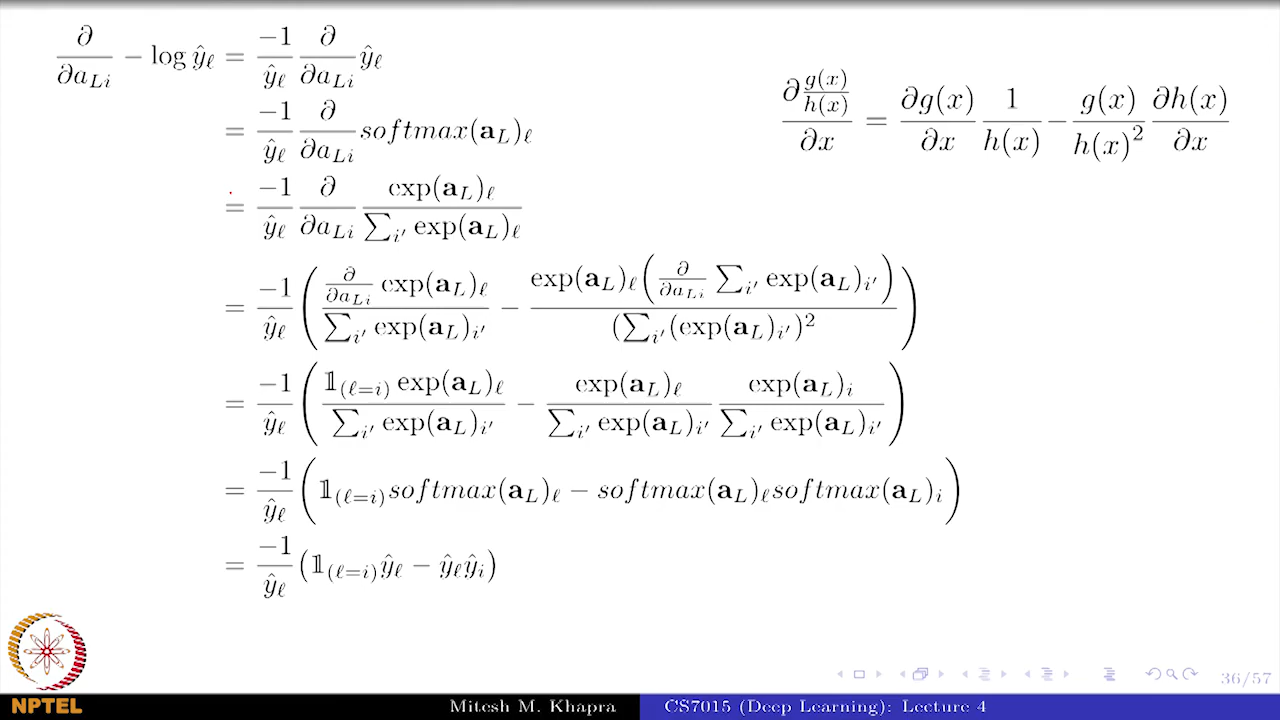 ∂/∂a_{Li} − log ŷ_ℓ = −1/ŷ_ℓ ∂/∂a_{Li} ŷ_ℓ
= −1/ŷ_ℓ ∂/∂a_{Li} softmax(a_L)_ℓ
= −1/ŷ_ℓ ∂/∂a_{Li} exp(a_L)_ℓ / ∑_{i'} exp(a_L)_ℓ
= −1/ŷ_ℓ ( ∂/∂a_{Li} exp(a_L)_ℓ / ∑_{i'} exp(a_L)_{i'} − exp(a_L)_ℓ ( ∂/∂a_{Li} ∑_{i'} exp(a_L)_{i'} ) / (∑_{i'} (exp(a_L)_{i'})² )
= −1/ŷ_ℓ ( 𝟙_{(ℓ=i)} exp(a_L)_ℓ / ∑_{i'} exp(a_L)_{i'} − exp(a_L)_ℓ / ∑_{i'} exp(a_L)_{i'} exp(a_L)_i / ∑_{i'} exp(a_L)_{i'} )
= −1/ŷ_ℓ ( 𝟙_{(ℓ=i)} softmax(a_L)_ℓ − softmax(a_L)_ℓ softmax(a_L)_i )
= −1/ŷ_ℓ ( 𝟙_{(ℓ=i)} ŷ_ℓ − ŷ_ℓ ŷ_i )
∂ g(x)/h(x) / ∂x = ∂g(x)/∂x 1/h(x) − g(x)/h(x)² ∂h(x)/∂x
36/57
NPTEL
Mitesh M. Khapra
CS7015 (Deep Learning): Lecture 4